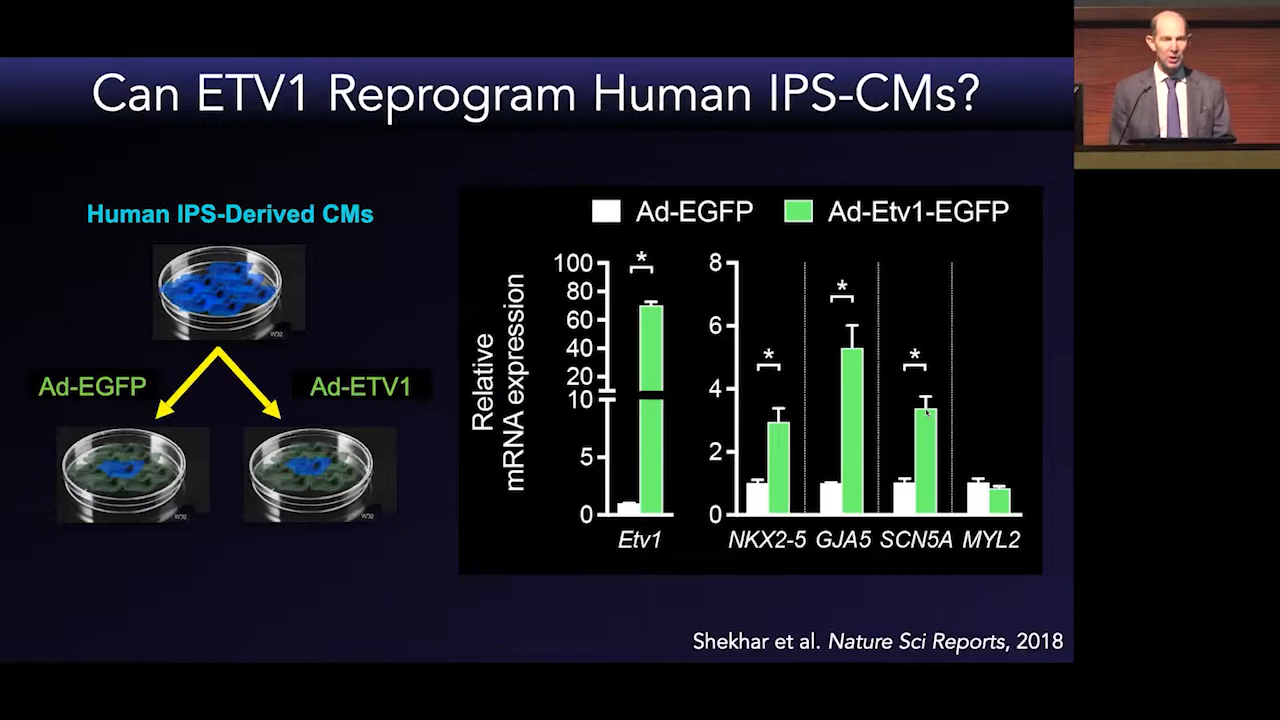 Can ETV1 Reprogram Human IPS-CMs?
Human IPS-Derived CMs
Ad-EGFP
Ad-ETV1
Ad-EGFP
Ad-Etv1-EGFP
Relative
mRNA expression
100
80
60
40
20
10
5
0
*
Etv1
8
6
4
2
0
*
*
*
NKX2-5
GJA5
SCN5A
MYL2
Shekhar et al. Nature Sci Reports, 2018